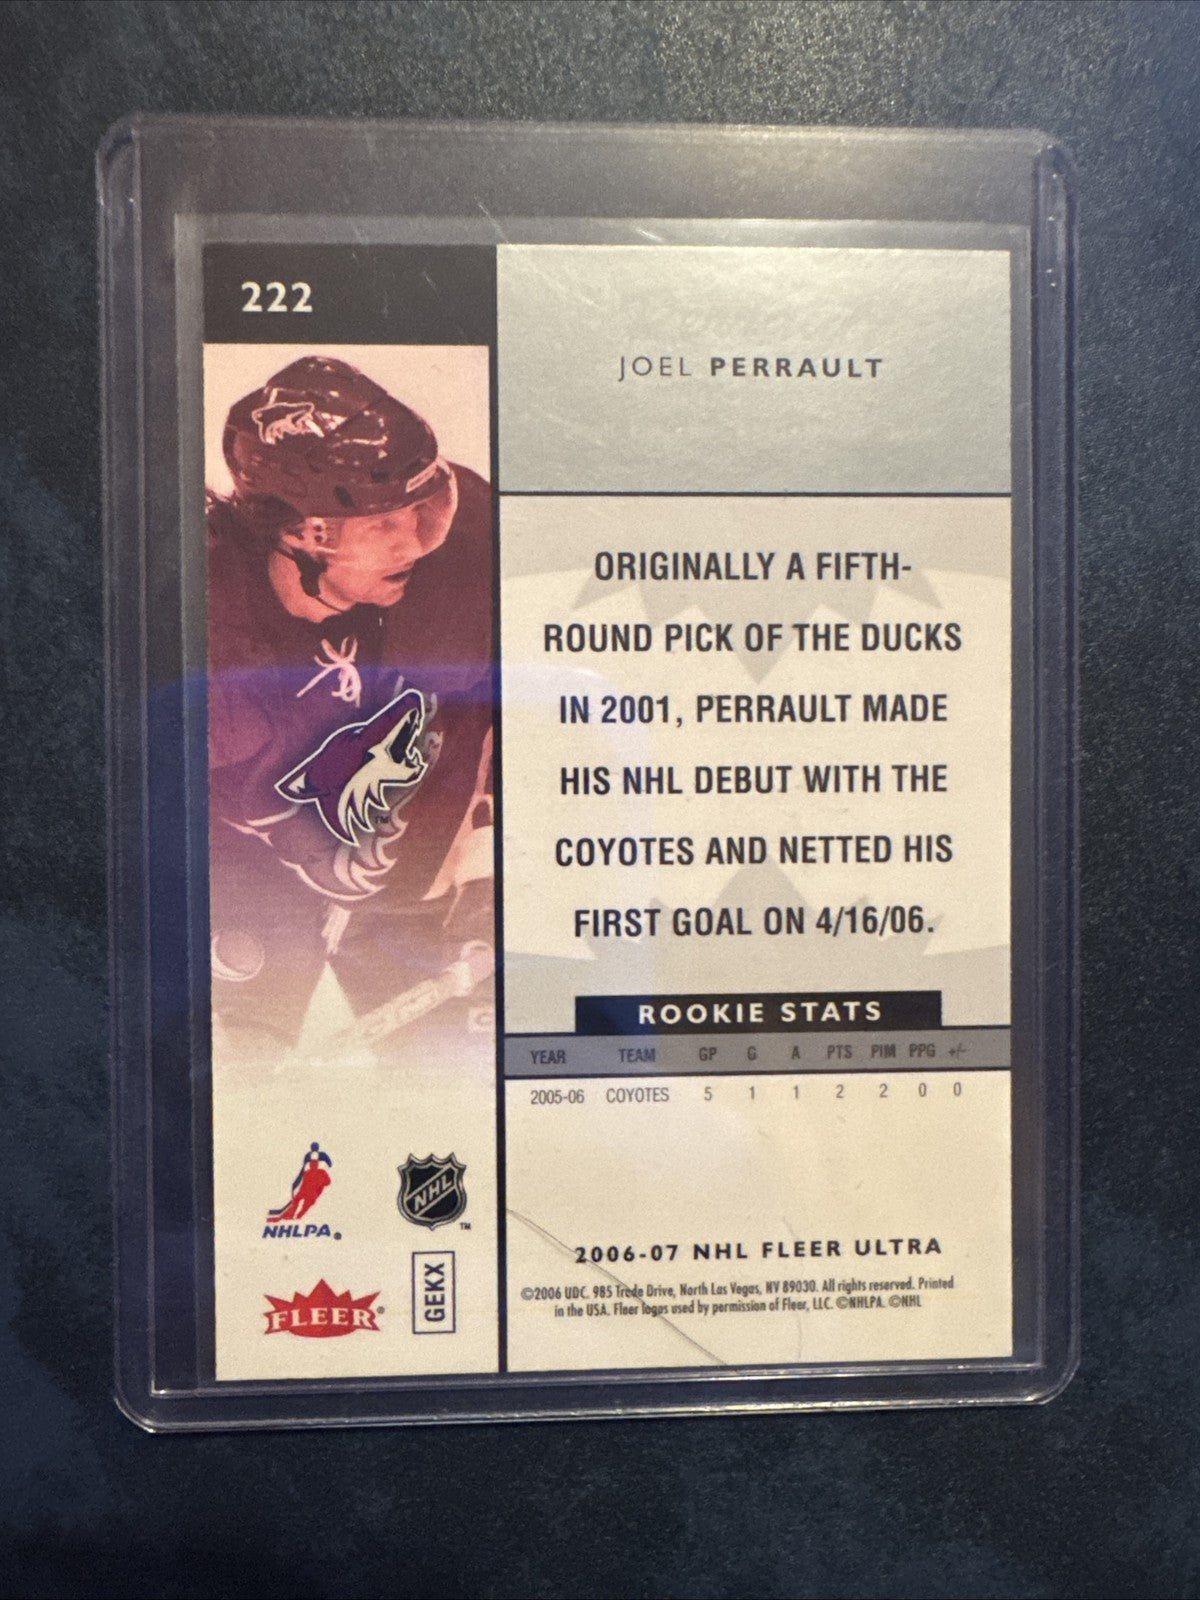 222
JOEL PERRAULT
ORIGINALLY A FIFTH-
ROUND PICK OF THE DUCKS
IN 2001, PERRAULT MADE
HIS NHL DEBUT WITH THE
COYOTES AND NETTED HIS
FIRST GOAL ON 4/16/06.
ROOKIE STATS
YEAR TEAM GP G A PTS PIM PPG +/-
2005-06 COYOTES 5 1 1 2 2 0 0
TM
NHLPA®
NHL TM
FLEER®
GEKX
2006-07 NHL FLEER ULTRA
©2006 UDC. 985 Trade Drive, North Las Vegas, NV 89030. All rights reserved. Printed
in the USA. Fleer logos used by permission of Fleer, LLC. ©NHLPA. ©NHL